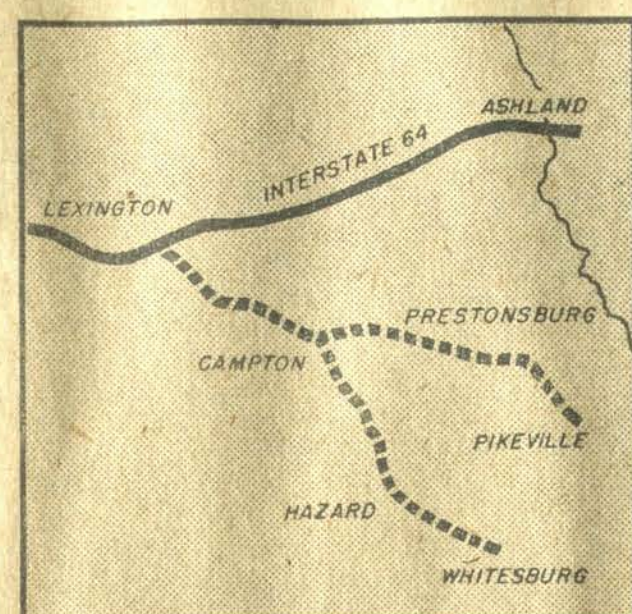 ASHLAND
INTERSTATE 64
LEXINGTON
PRESTONSBURG
CAMPTON
PIKEVILLE
HAZARD
WHITESBURG